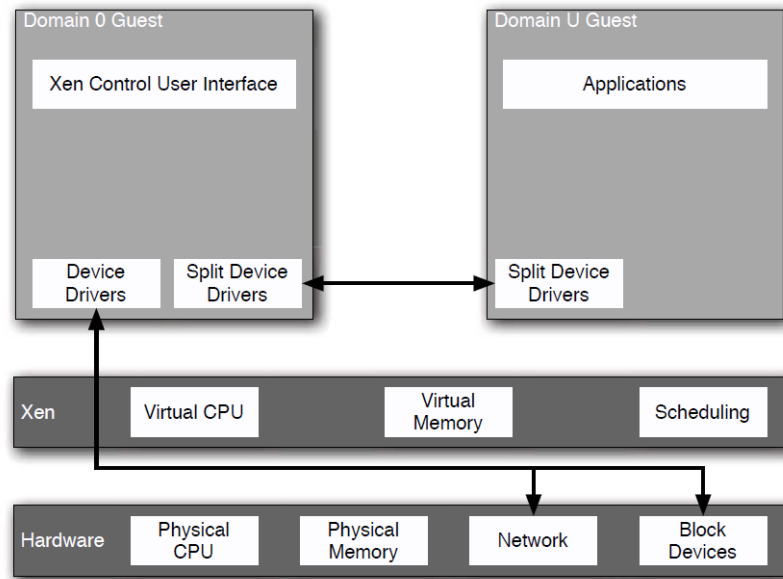 Domain 0 Guest
Domain U Guest
Xen Control User Interface
Applications
Device
Drivers
Split Device
Drivers
Split Device
Drivers
Xen
Virtual CPU
Virtual
Memory
Scheduling
Hardware
Physical
CPU
Physical
Memory
Network
Block
Devices